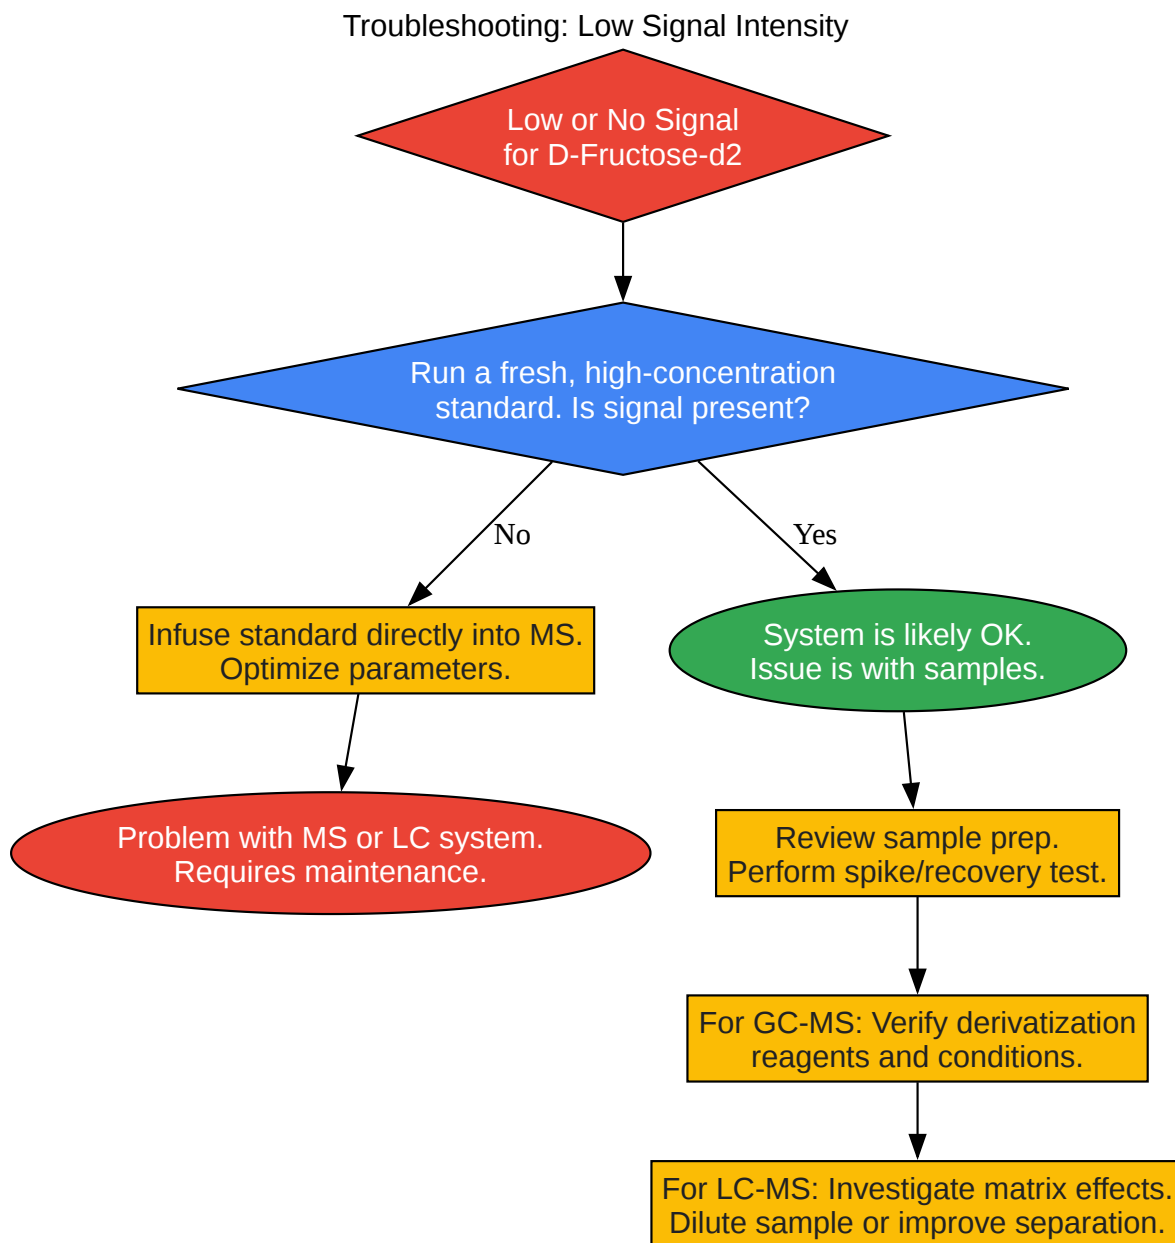 Troubleshooting: Low Signal Intensity
Low or No Signal
for D-Fructose-d2
Run a fresh, high-concentration
standard. Is signal present?
No
Yes
Infuse standard directly into MS.
Optimize parameters.
System is likely OK.
Issue is with samples.
Problem with MS or LC system.
Requires maintenance.
Review sample prep.
Perform spike/recovery test.
For GC-MS: Verify derivatization
reagents and conditions.
For LC-MS: Investigate matrix effects.
Dilute sample or improve separation.